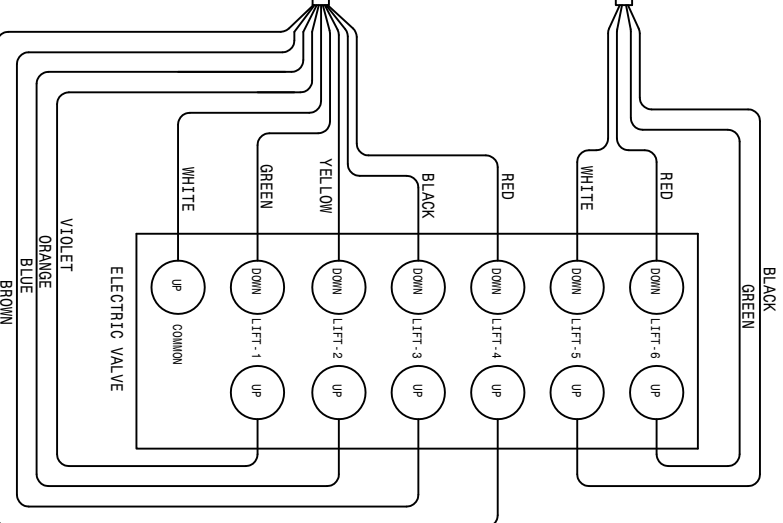 WHITE
GREEN
YELLOW
BLACK
RED
WHITE
RED
VIOLET
ORANGE
BLUE
BROWN
BLACK
GREEN
ELECTRIC VALVE
UP
DOWN
DOWN
DOWN
DOWN
DOWN
DOWN
COMMON
LIFT-1
LIFT-2
LIFT-3
LIFT-4
LIFT-5
LIFT-6
UP
UP
UP
UP
UP
UP